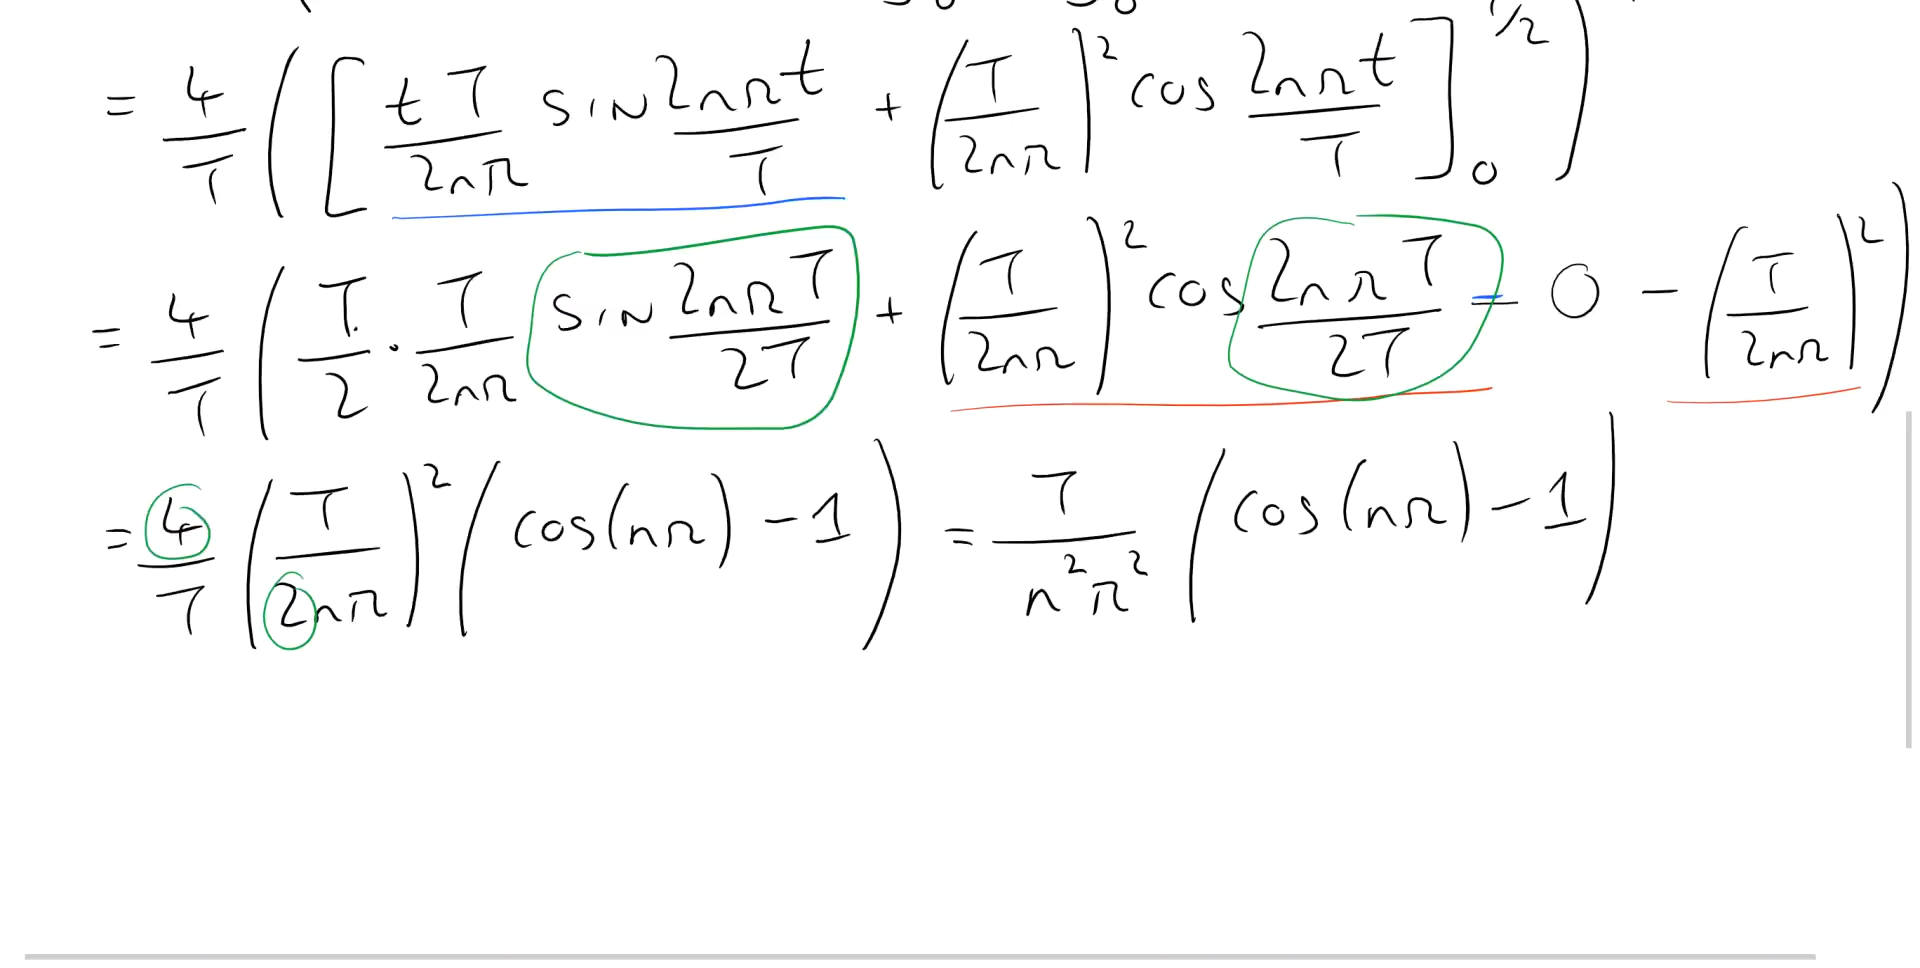 = 4/T ( [ tT/2nπ sin 2nπt/T + (T/2nπ)² cos 2nπt/T ]₀^T/2 )
= 4/T ( T/2 · T/2nπ sin 2nπT/2T + (T/2nπ)² cos 2nπT/2T - 0 - (T/2nπ)² )
= 4/T (T/2nπ)² (cos(nπ) - 1) = T/n²π² (cos(nπ) - 1)